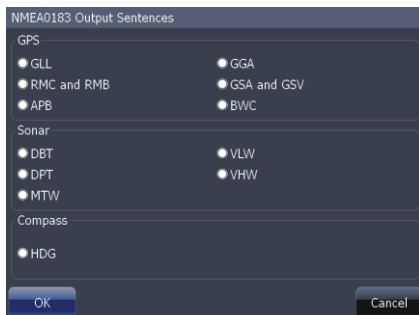 NMEA0183 Output Sentences
GPS
GLL GGA
RMC and RMB GSA and GSV
APB BWC
Sonar
DBT VLW
DPT VHW
MTW
Compass
HDG
OK Cancel